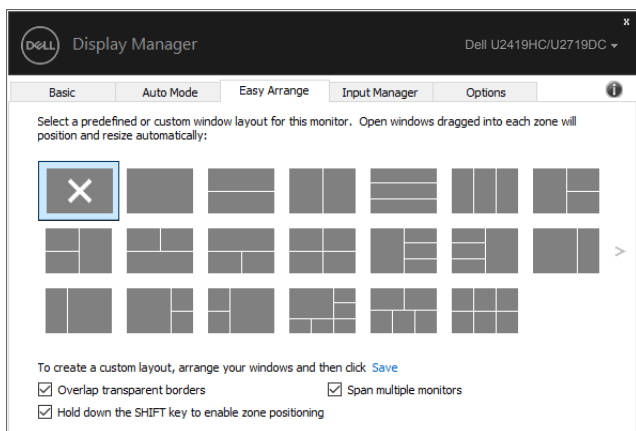 x
DELL Display Manager Dell U2419HC/U2719DC
Basic Auto Mode Easy Arrange Input Manager Options
Select a predefined or custom window layout for this monitor. Open windows dragged into each zone will
position and resize automatically:
>
To create a custom layout, arrange your windows and then click Save
Overlap transparent borders Span multiple monitors
Hold down the SHIFT key to enable zone positioning